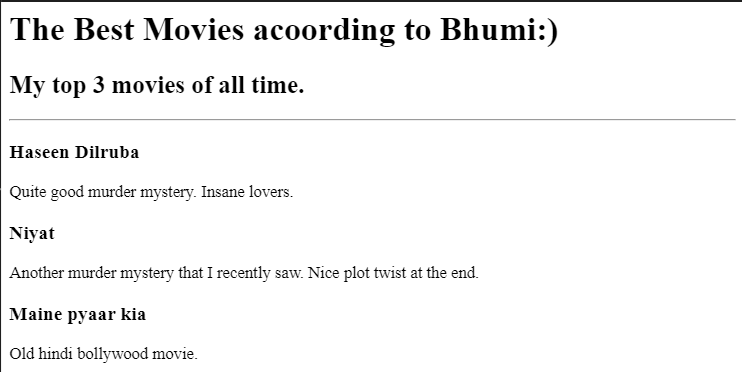 The Best Movies acoording to Bhumi:)
My top 3 movies of all time.
Haseen Dilruba
Quite good murder mystery. Insane lovers.
Niyat
Another murder mystery that I recently saw. Nice plot twist at the end.
Maine pyaar kia
Old hindi bollywood movie.